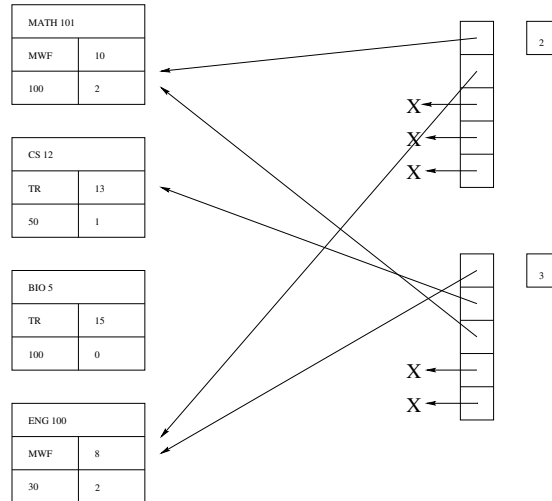 MATH 101
MWF 10
100 2
CS 12
TR 13
50 1
BIO 5
TR 15
100 0
ENG 100
MWF 8
30 2
2
X
X
X
3
X
X